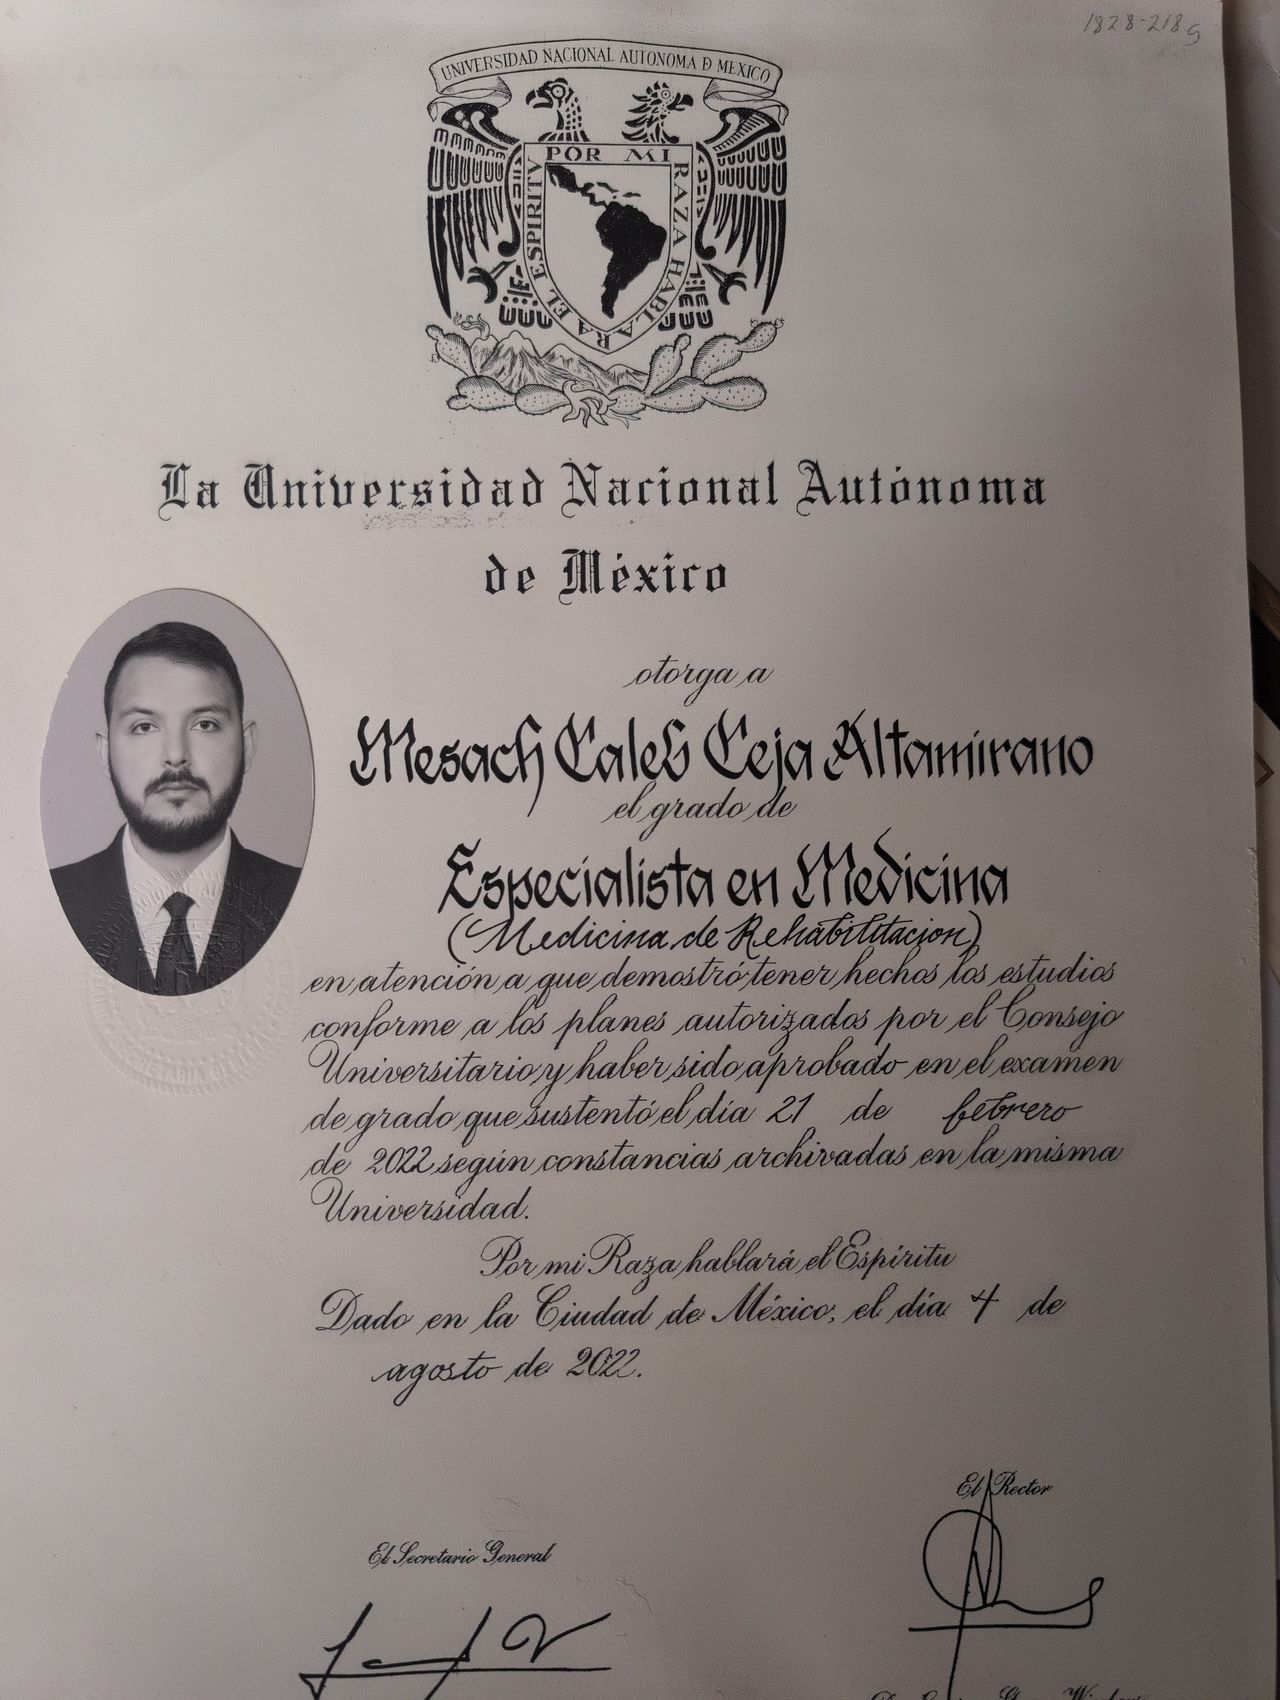 1828-218
UNIVERSIDAD NACIONAL AUTONOMA D MEXICO
POR MI RAZA HABLARA EL ESPIRITV
La Universidad Nacional Autónoma
de México
otorga a
Mesach Caleb Ceja Altamirano
el grado de
Especialista en Medicina
(Medicina de Rehabilitacion)
en atención a que demostró tener hechos los estudios
conforme a los planes autorizados por el Consejo
Universitario y haber sido aprobado en el examen
de grado que sustentó el día 21 de febrero
de 2022 según constancias archivadas en la misma
Universidad.
Por mi Raza hablará el Espíritu
Dado en la Ciudad de México, el día 4 de
agosto de 2022.
El Rector
El Secretario General